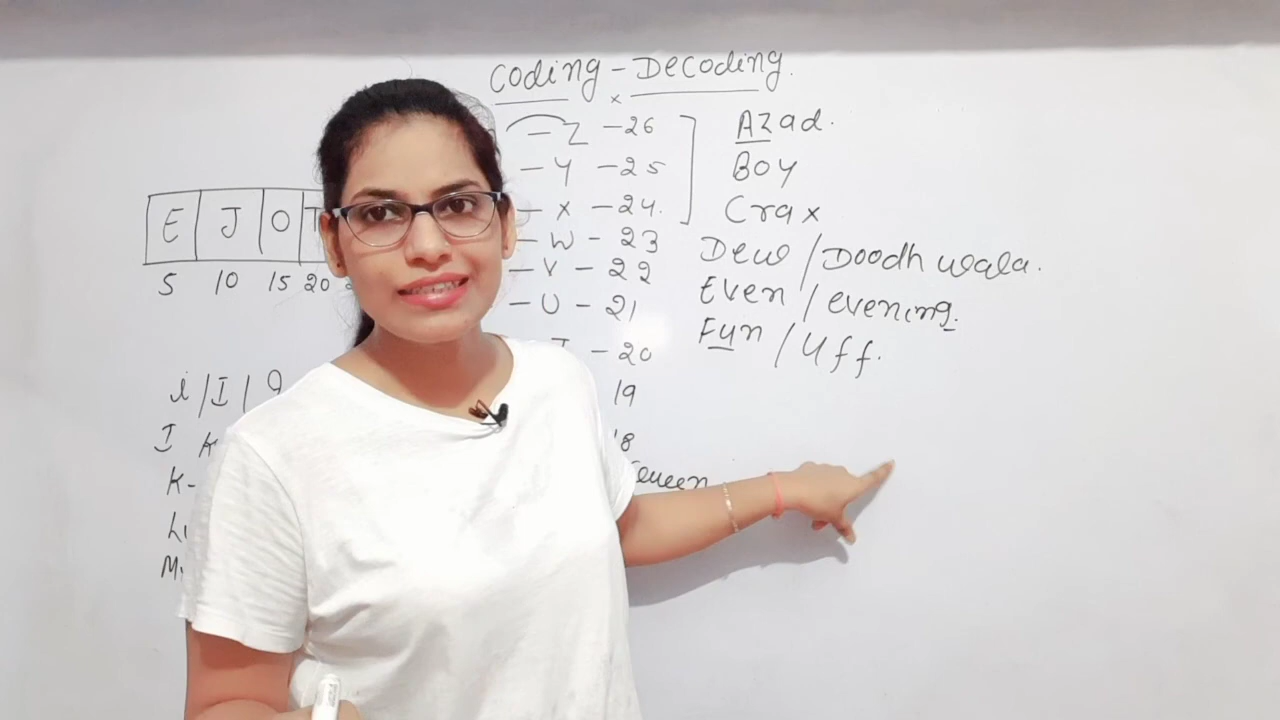 Coding - Decoding.
x
- Z - 26 Azad.
- Y - 25 Boy
- X - 24. Crax
E J O T
- W - 23 Dew / Doodh wala.
5 10 15 20
- V - 22 Even / evening.
- U - 21 Fun / Uff.
- 20
i / I / 9 19
I K 18
K-
M